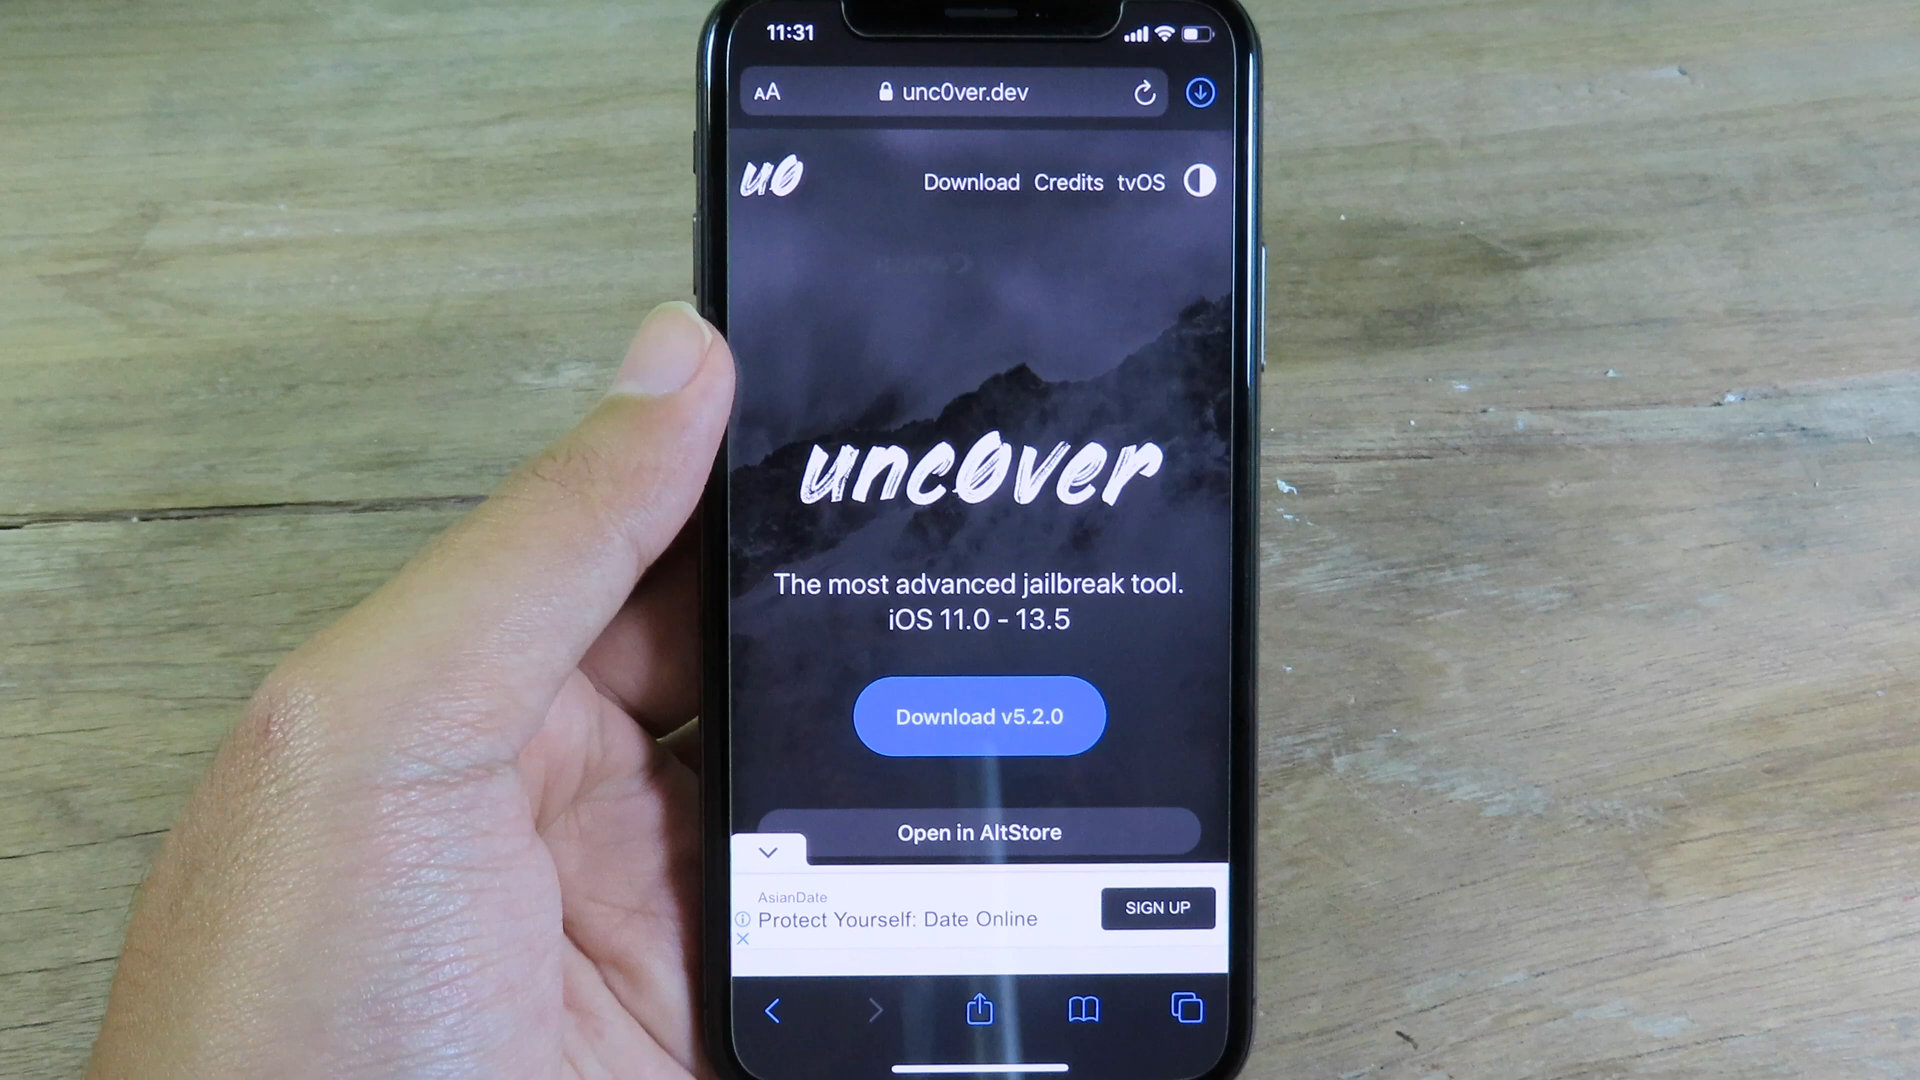 11:31
AA unc0ver.dev
u0 Download Credits tvOS
unc0ver
The most advanced jailbreak tool.
iOS 11.0 - 13.5
Download v5.2.0
Open in AltStore
AsianDate
Protect Yourself: Date Online
SIGN UP